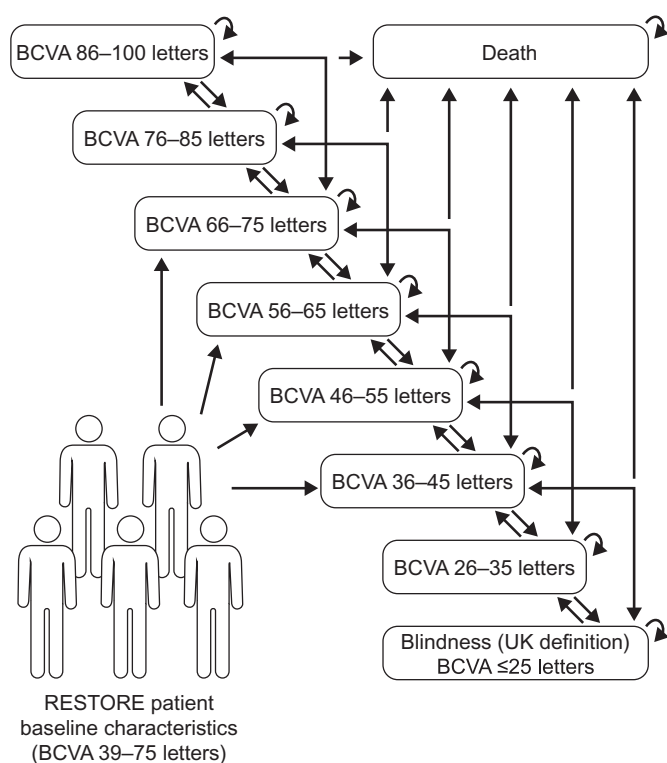 BCVA 86–100 letters
Death
BCVA 76–85 letters
BCVA 66–75 letters
BCVA 56–65 letters
BCVA 46–55 letters
BCVA 36–45 letters
BCVA 26–35 letters
Blindness (UK definition)
BCVA ≤25 letters
RESTORE patient
baseline characteristics
(BCVA 39–75 letters)